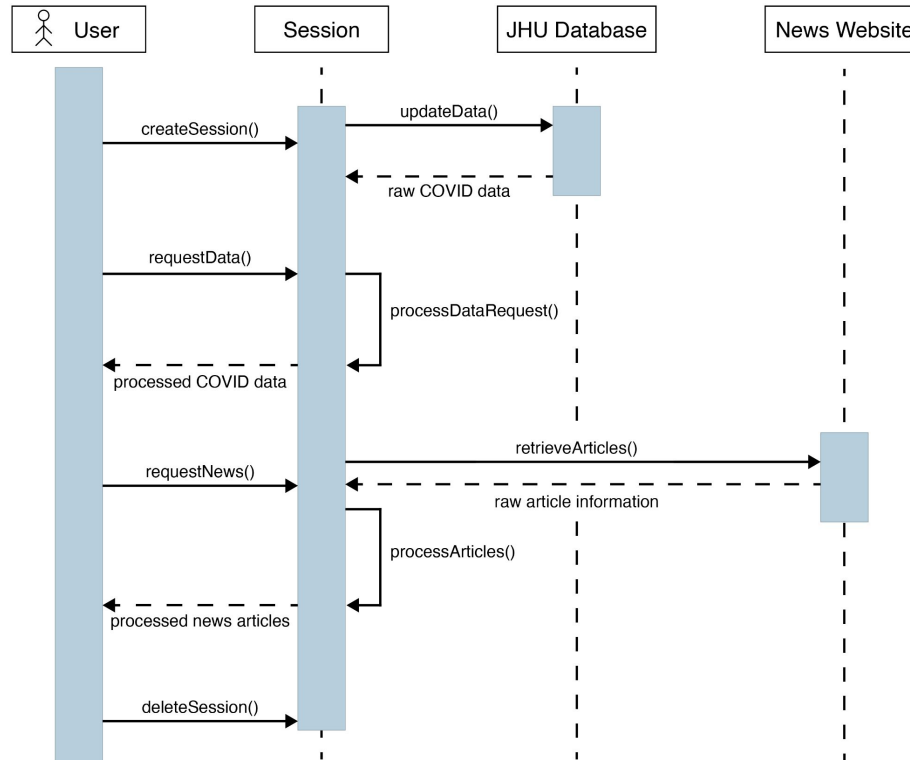 User
Session
JHU Database
News Website
updateData()
createSession()
raw COVID data
requestData()
processDataRequest()
processed COVID data
retrieveArticles()
requestNews()
raw article information
processArticles()
processed news articles
deleteSession()